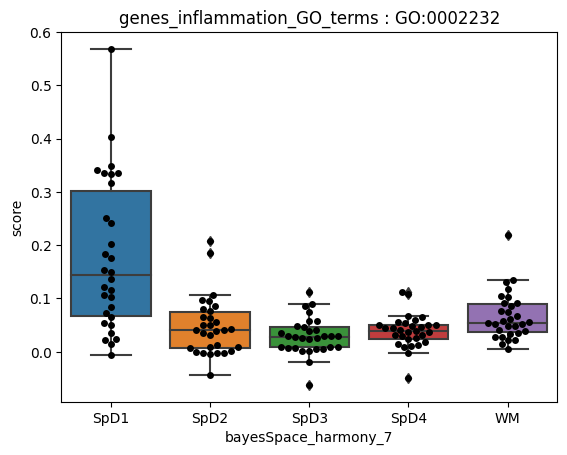 genes_inflammation_GO_terms : GO:0002232
0.6
0.5
0.4
0.3
0.2
0.1
0.0
score
SpD1 SpD2 SpD3 SpD4 WM
bayesSpace_harmony_7